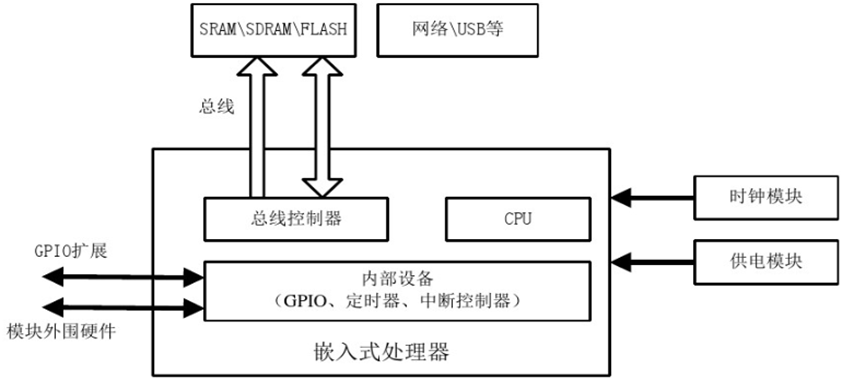 SRAM\SDRAM\FLASH
网络\USB等
总线
总线控制器
CPU
时钟模块
GPIO扩展
供电模块
内部设备
（GPIO、定时器、中断控制器）
模块外围硬件
嵌入式处理器